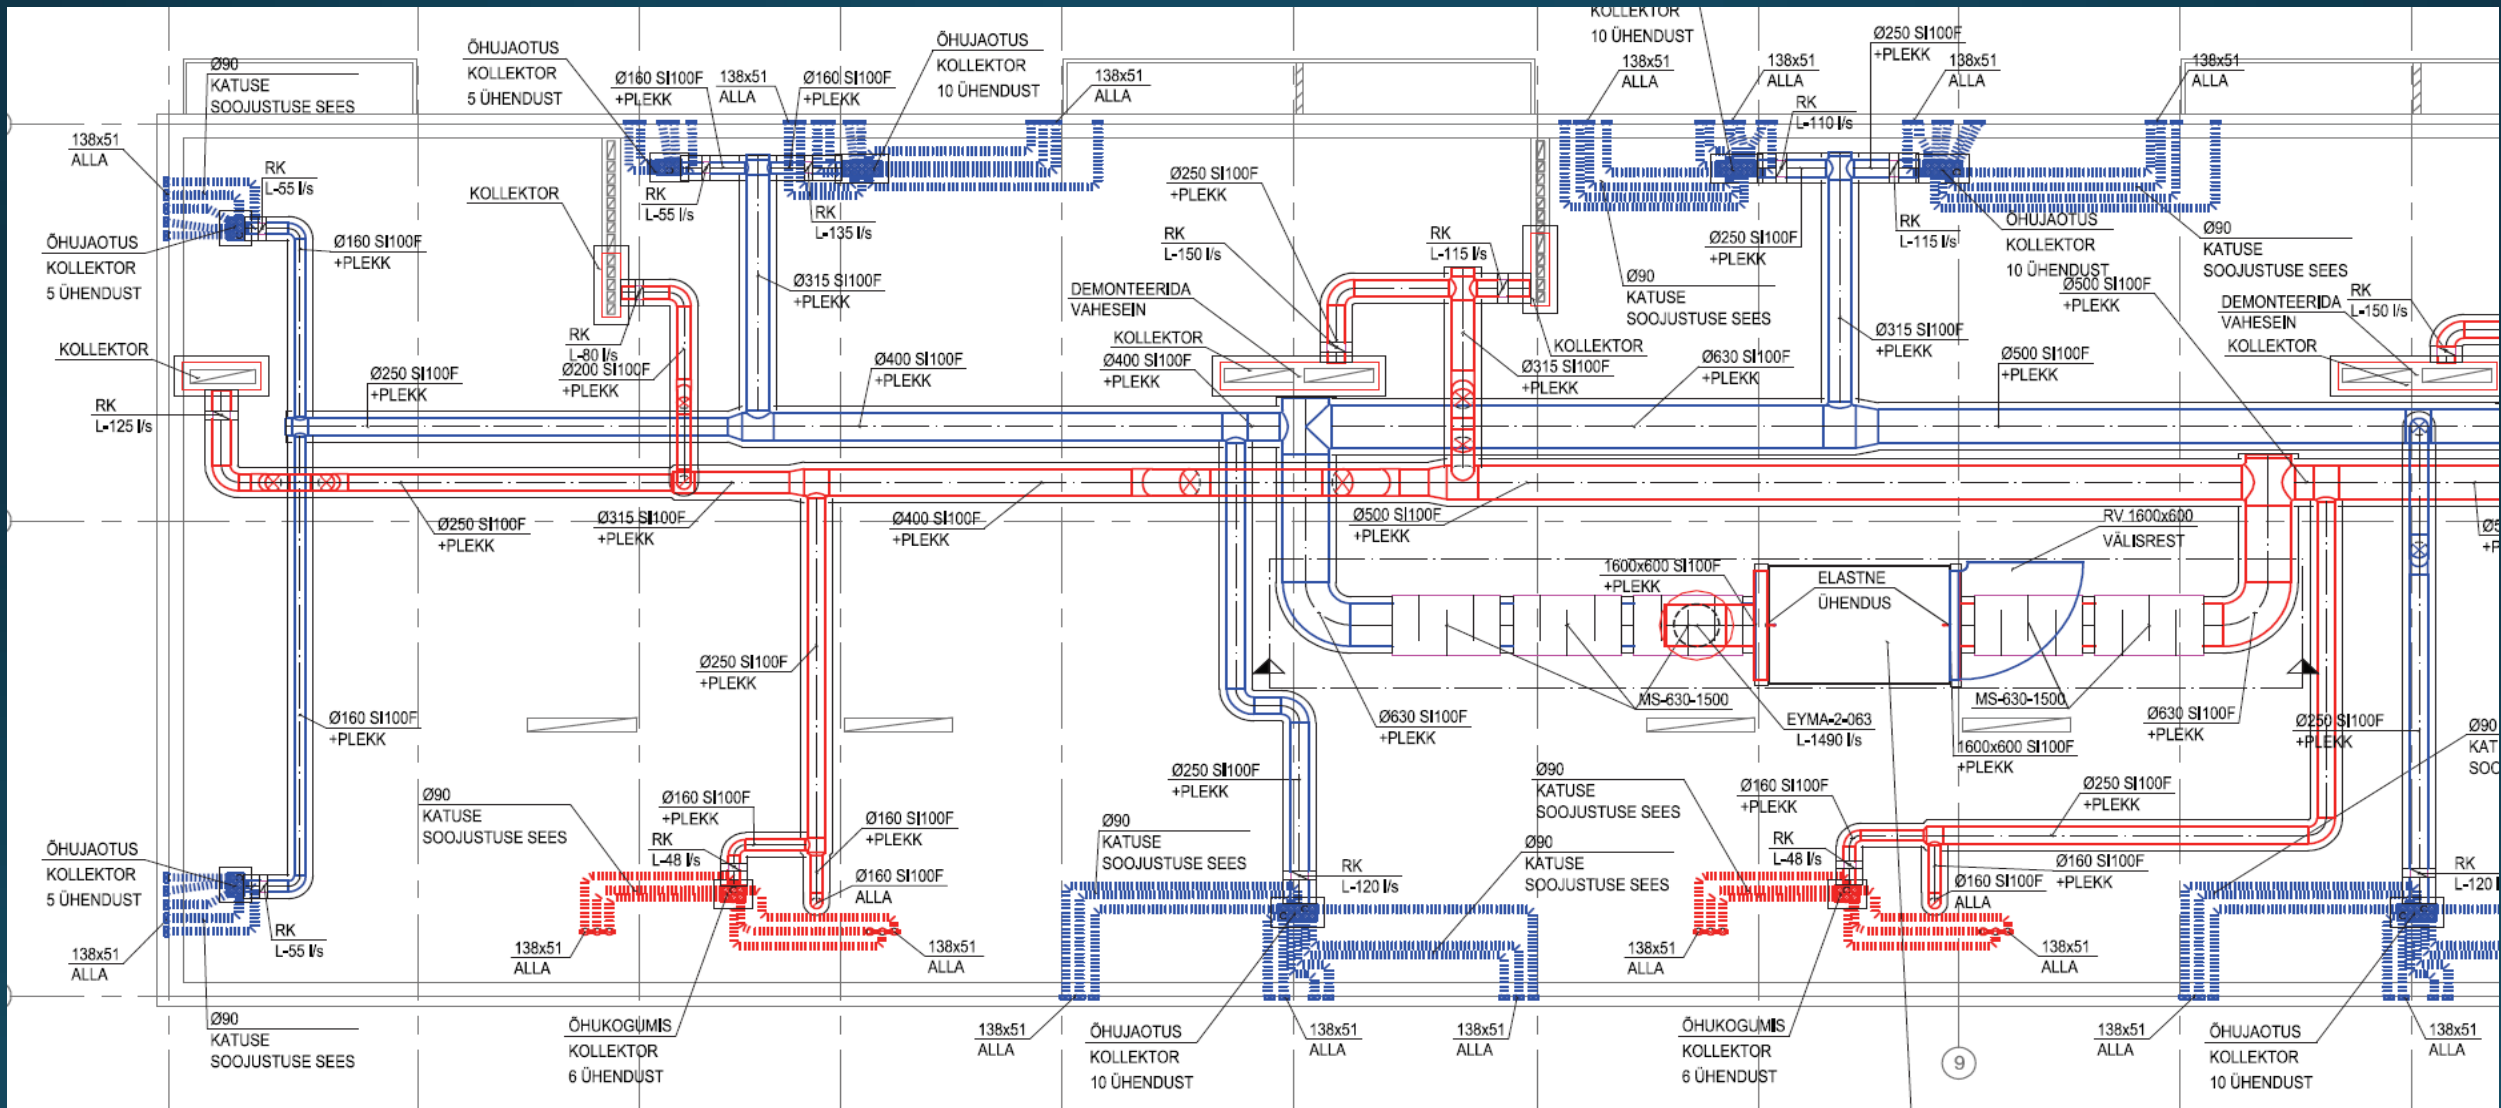 Ø90
KATUSE
SOOJUSTUSE SEES
ÕHUJAOTUS
KOLLEKTOR
5 ÜHENDUST
Ø160 SI100F
+PLEKK
138x51
ALLA
Ø160 SI100F
+PLEKK
ÕHUJAOTUS
KOLLEKTOR
10 ÜHENDUST
138x51
ALLA
KOLLEKTOR
10 ÜHENDUST
138x51
ALLA
138x51
ALLA
Ø250 SI100F
+PLEKK
138x51
ALLA
138x51
ALLA
RK
L-110 l/s
138x51
ALLA
RK
L-55 l/s
KOLLEKTOR
RK
L-55 l/s
RK
L-135 l/s
Ø250 SI100F
+PLEKK
RK
L-150 l/s
RK
L-115 l/s
Ø250 SI100F
+PLEKK
RK
L-115 l/s
ÕHUJAOTUS
KOLLEKTOR
10 ÜHENDUST
Ø90
KATUSE
SOOJUSTUSE SEES
ÕHUJAOTUS
KOLLEKTOR
5 ÜHENDUST
Ø160 SI100F
+PLEKK
Ø315 SI100F
+PLEKK
DEMONTEERIDA
VAHESEIN
Ø90
KATUSE
SOOJUSTUSE SEES
Ø500 SI100F
+PLEKK
DEMONTEERIDA
VAHESEIN
RK
L-150 l/s
KOLLEKTOR
KOLLEKTOR
RK
L-80 l/s
Ø200 SI100F
+PLEKK
Ø250 SI100F
+PLEKK
Ø400 SI100F
+PLEKK
KOLLEKTOR
Ø400 SI100F
+PLEKK
KOLLEKTOR
Ø315 SI100F
+PLEKK
Ø630 SI100F
+PLEKK
Ø315 SI100F
+PLEKK
Ø500 SI100F
+PLEKK
RK
L-125 l/s
Ø250 SI100F
+PLEKK
Ø315 SI100F
+PLEKK
Ø400 SI100F
+PLEKK
Ø500 SI100F
+PLEKK
RV 1600x600
VÄLISREST
1600x600 SI100F
+PLEKK
ELASTNE
ÜHENDUS
Ø250 SI100F
+PLEKK
Ø160 SI100F
+PLEKK
Ø630 SI100F
+PLEKK
MS-630-1500
EYMA-2-063
L-1490 l/s
MS-630-1500
1600x600 SI100F
+PLEKK
Ø630 SI100F
+PLEKK
Ø250 SI100F
+PLEKK
Ø90
Ø90
KATUSE
SOOJUSTUSE SEES
Ø160 SI100F
+PLEKK
RK
L-48 l/s
Ø160 SI100F
+PLEKK
Ø160 SI100F
ALLA
Ø250 SI100F
+PLEKK
Ø90
KATUSE
SOOJUSTUSE SEES
Ø90
KATUSE
SOOJUSTUSE SEES
Ø90
KATUSE
SOOJUSTUSE SEES
RK
L-120 l/s
Ø160 SI100F
+PLEKK
RK
L-48 l/s
Ø250 SI100F
+PLEKK
Ø160 SI100F
+PLEKK
Ø160 SI100F
ALLA
RK
L-120
ÕHUJAOTUS
KOLLEKTOR
5 ÜHENDUST
RK
L-55 l/s
138x51
ALLA
138x51
ALLA
138x51
ALLA
138x51
ALLA
138x51
ALLA
Ø90
KATUSE
SOOJUSTUSE SEES
ÕHUKOGUMIS
KOLLEKTOR
6 ÜHENDUST
138x51
ALLA
ÕHUJAOTUS
KOLLEKTOR
10 ÜHENDUST
138x51
ALLA
138x51
ALLA
ÕHUKOGUMIS
KOLLEKTOR
6 ÜHENDUST
9
138x51
ALLA
ÕHUJAOTUS
KOLLEKTOR
10 ÜHENDUST
138x51
ALLA